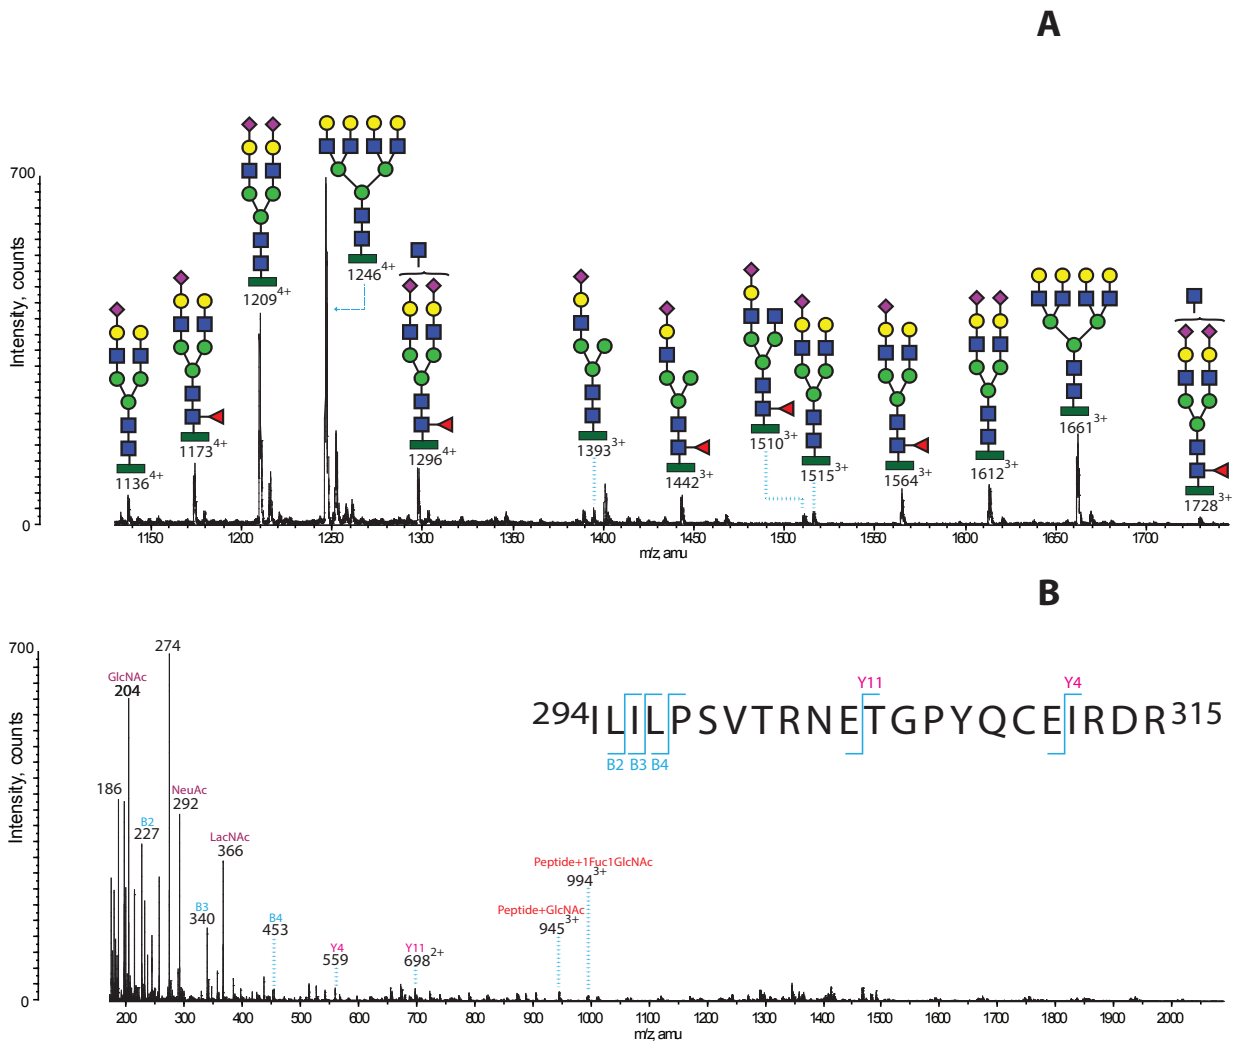 A
700
Intensity, counts
0
1136 4+
1173 4+
1209 4+
1246 4+
1296 4+
1393 3+
1442 3+
1510 3+
1515 3+
1564 3+
1612 3+
1661 3+
1728 3+
1150 1200 1250 1300 1350 1400 1450 1500 1550 1600 1650 1700
m/z, amu
B
700
Intensity, counts
0
274
GlcNAc
204
186
NeuAc
292
B2
227
LacNAc
366
B3
340
B4
453
Y4
559
Y11
698 2+
Peptide+GlcNAc
945 3+
Peptide+1Fuc1GlcNAc
994 3+
Y11 Y4
294ILILPSVTRNETGPYQCEIRDR315
B2 B3 B4
200 300 400 500 600 700 800 900 1000 1100 1200 1300 1400 1500 1600 1700 1800 1900 2000
m/z, amu